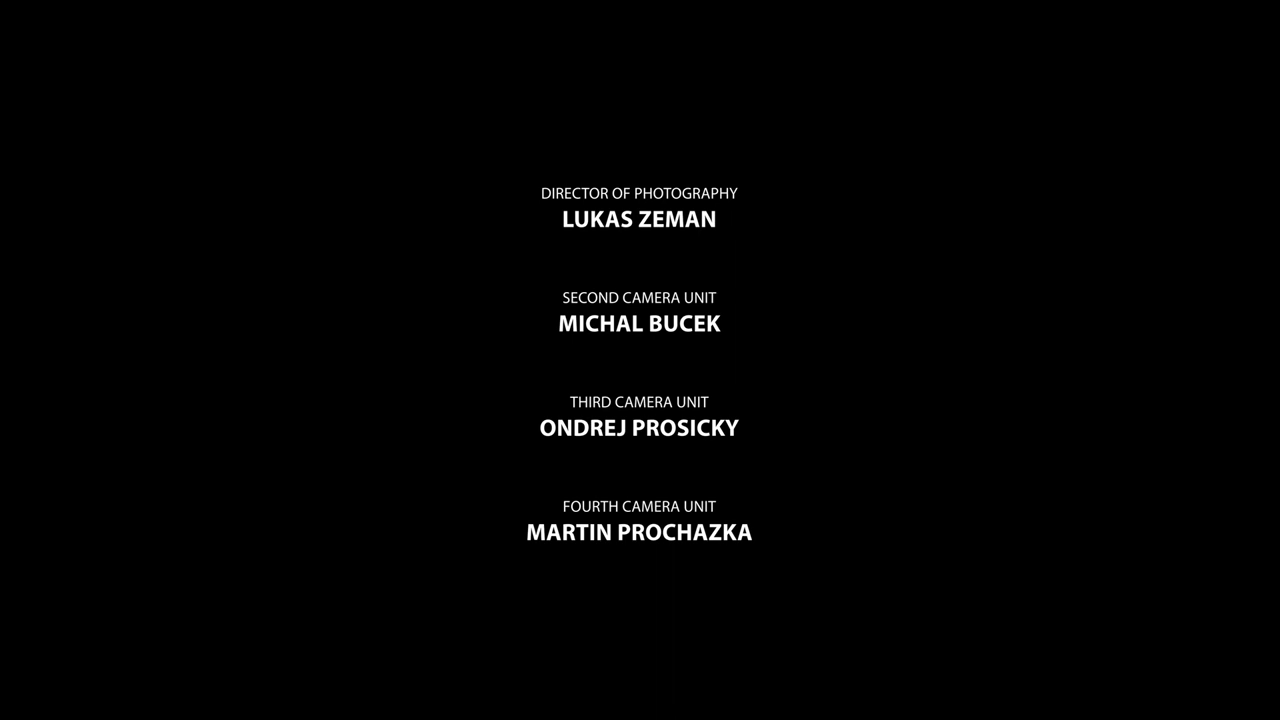 DIRECTOR OF PHOTOGRAPHY
LUKAS ZEMAN
SECOND CAMERA UNIT
MICHAL BUCEK
THIRD CAMERA UNIT
ONDREJ PROSICKY
FOURTH CAMERA UNIT
MARTIN PROCHAZKA